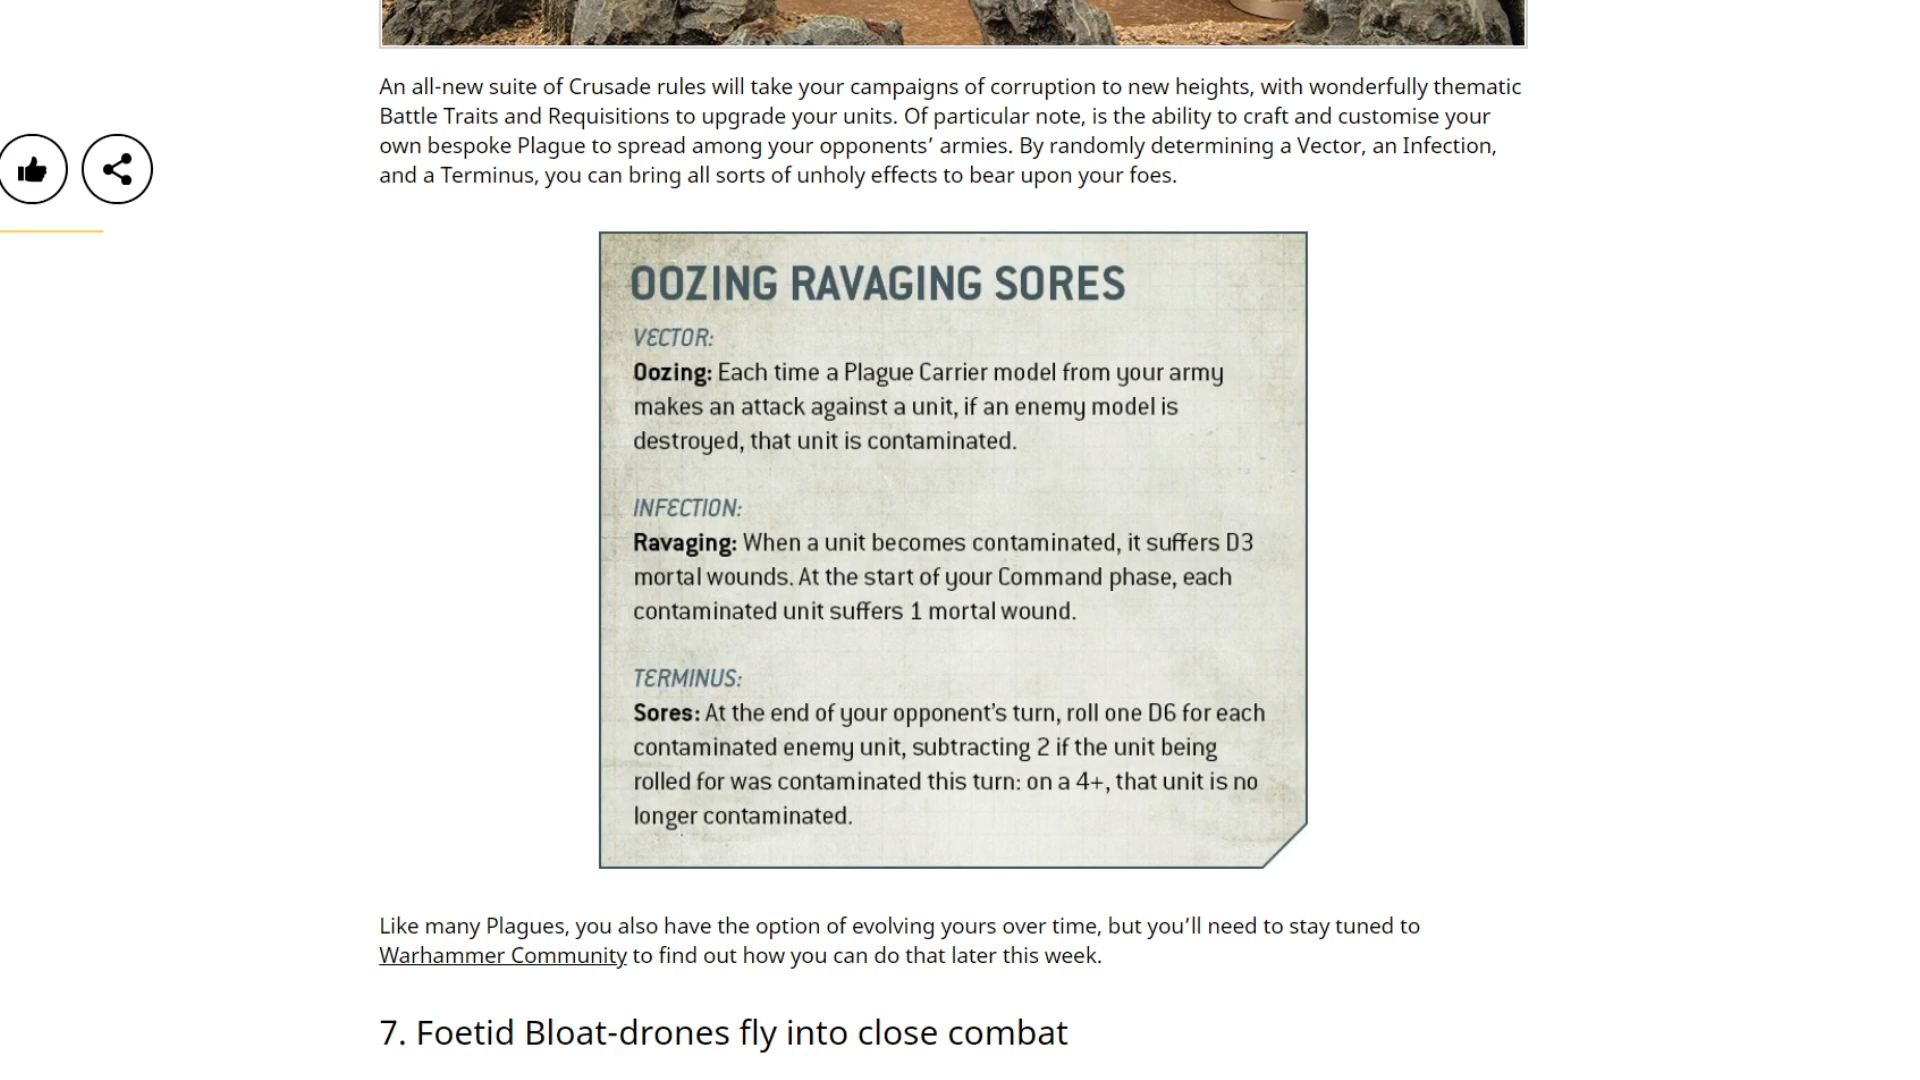 An all-new suite of Crusade rules will take your campaigns of corruption to new heights, with wonderfully thematic
Battle Traits and Requisitions to upgrade your units. Of particular note, is the ability to craft and customise your
own bespoke Plague to spread among your opponents’ armies. By randomly determining a Vector, an Infection,
and a Terminus, you can bring all sorts of unholy effects to bear upon your foes.
OOZING RAVAGING SORES
VECTOR:
Oozing: Each time a Plague Carrier model from your army
makes an attack against a unit, if an enemy model is
destroyed, that unit is contaminated.
INFECTION:
Ravaging: When a unit becomes contaminated, it suffers D3
mortal wounds. At the start of your Command phase, each
contaminated unit suffers 1 mortal wound.
TERMINUS:
Sores: At the end of your opponent’s turn, roll one D6 for each
contaminated enemy unit, subtracting 2 if the unit being
rolled for was contaminated this turn: on a 4+, that unit is no
longer contaminated.
Like many Plagues, you also have the option of evolving yours over time, but you’ll need to stay tuned to
Warhammer Community to find out how you can do that later this week.
7. Foetid Bloat-drones fly into close combat